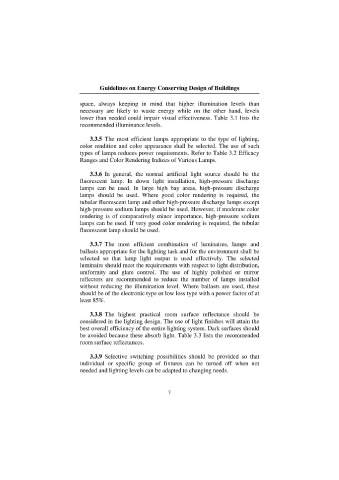 Guidelines on Energy Conserving Design of Buildings
space, always keeping in mind that higher illumination levels than
necessary are likely to waste energy while on the other hand, levels
lower than needed could impair visual effectiveness. Table 3.1 lists the
recommended illuminance levels.
3.3.5 The most efficient lamps appropriate to the type of lighting,
color rendition and color appearance shall be selected. The use of such
types of lamps reduces power requirements. Refer to Table 3.2 Efficacy
Ranges and Color Rendering Indices of Various Lamps.
3.3.6 In general, the normal artificial light source should be the
fluorescent lamp. In down light installation, high-pressure discharge
lamps can be used. In large high bay areas, high-pressure discharge
lamps should be used. Where good color rendering is required, the
tubular fluorescent lamp and other high-pressure discharge lamps except
high-pressure sodium lamps should be used. However, if moderate color
rendering is of comparatively minor importance, high-pressure sodium
lamps can be used. If very good color rendering is required, the tubular
fluorescent lamp should be used.
3.3.7 The most efficient combination of luminaires, lamps and
ballasts appropriate for the lighting task and for the environment shall be
selected so that lamp light output is used effectively. The selected
luminaire should meet the requirements with respect to light distribution,
uniformity and glare control. The use of highly polished or mirror
reflectors are recommended to reduce the number of lamps installed
without reducing the illumination level. Where ballasts are used, these
should be of the electronic type or low loss type with a power factor of at
least 85%.
3.3.8 The highest practical room surface reflectance should be
considered in the lighting design. The use of light finishes will attain the
best overall efficiency of the entire lighting system. Dark surfaces should
be avoided because these absorb light. Table 3.3 lists the recommended
room surface reflectances.
3.3.9 Selective switching possibilities should be provided so that
individual or specific group of fixtures can be turned off when not
needed and lighting levels can be adapted to changing needs.
7